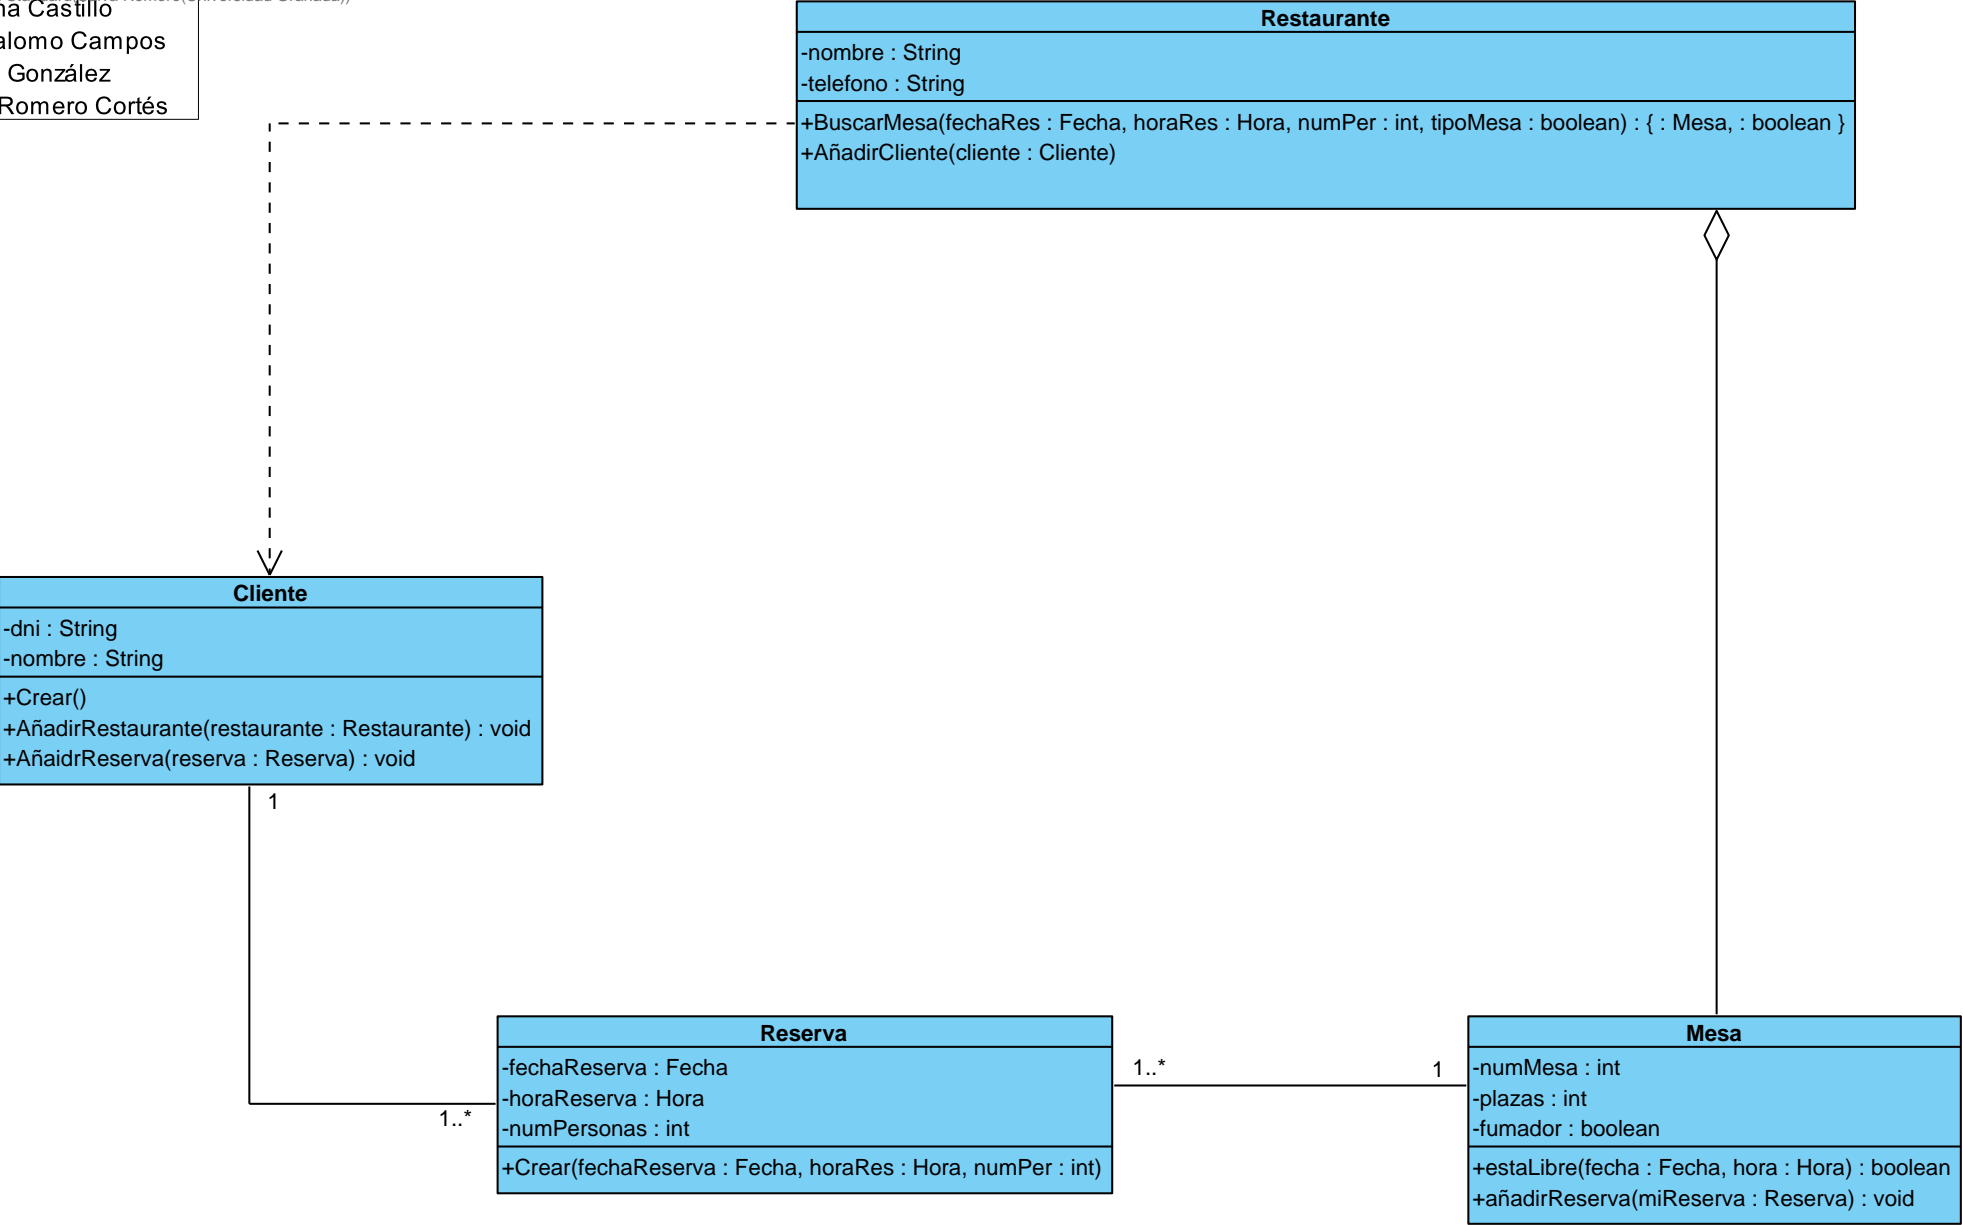 Castillo
Campos
González
Romero Cortés
Restaurante
-nombre : String
-telefono : String
+BuscarMesa(fechaRes : Fecha, horaRes : Hora, numPer : int, tipoMesa : boolean) : { : Mesa, : boolean }
+AñadirCliente(cliente : Cliente)
Cliente
-dni : String
-nombre : String
+Crear()
+AñadirRestaurante(restaurante : Restaurante) : void
+AñaidrReserva(reserva : Reserva) : void
1
1..*
Reserva
-fechaReserva : Fecha
-horaReserva : Hora
-numPersonas : int
+Crear(fechaReserva : Fecha, horaRes : Hora, numPer : int)
1..*
1
Mesa
-numMesa : int
-plazas : int
-fumador : boolean
+estaLibre(fecha : Fecha, hora : Hora) : boolean
+añadirReserva(miReserva : Reserva) : void